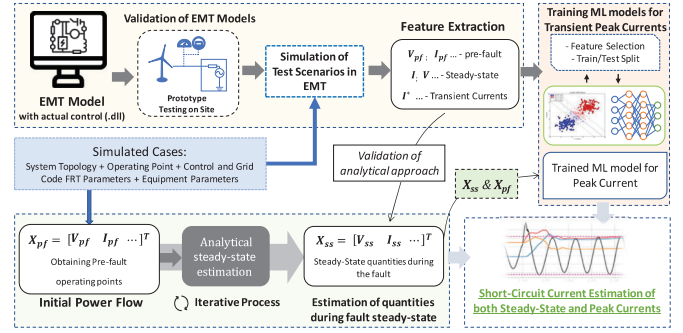 Validation of EMT Models
EMT Model
with actual control (.dll)
Prototype
Testing on Site
Simulation of
Test Scenarios in
EMT
Feature Extraction
V_pf ; I_pf ... - pre-fault
I; V ... – Steady-state
I" ... – Transient Currents
Training ML models for
Transient Peak Currents
- Feature Selection
- Train/Test Split
Trained ML model for
Peak Current
Simulated Cases:
System Topology + Operating Point + Control and Grid
Code FRT Parameters + Equipment Parameters
Validation of
analytical approach
X_ss & X_pf
X_pf = [V_pf I_pf ⋯]^T
Obtaining Pre-fault
operating points
Initial Power Flow
Analytical
steady-state
estimation
Iterative Process
X_ss = [V_ss I_ss ⋯]^T
Steady-State quantities during
the fault
Estimation of quantities
during fault steady-state
Short-Circuit Current Estimation of
both Steady-State and Peak Currents